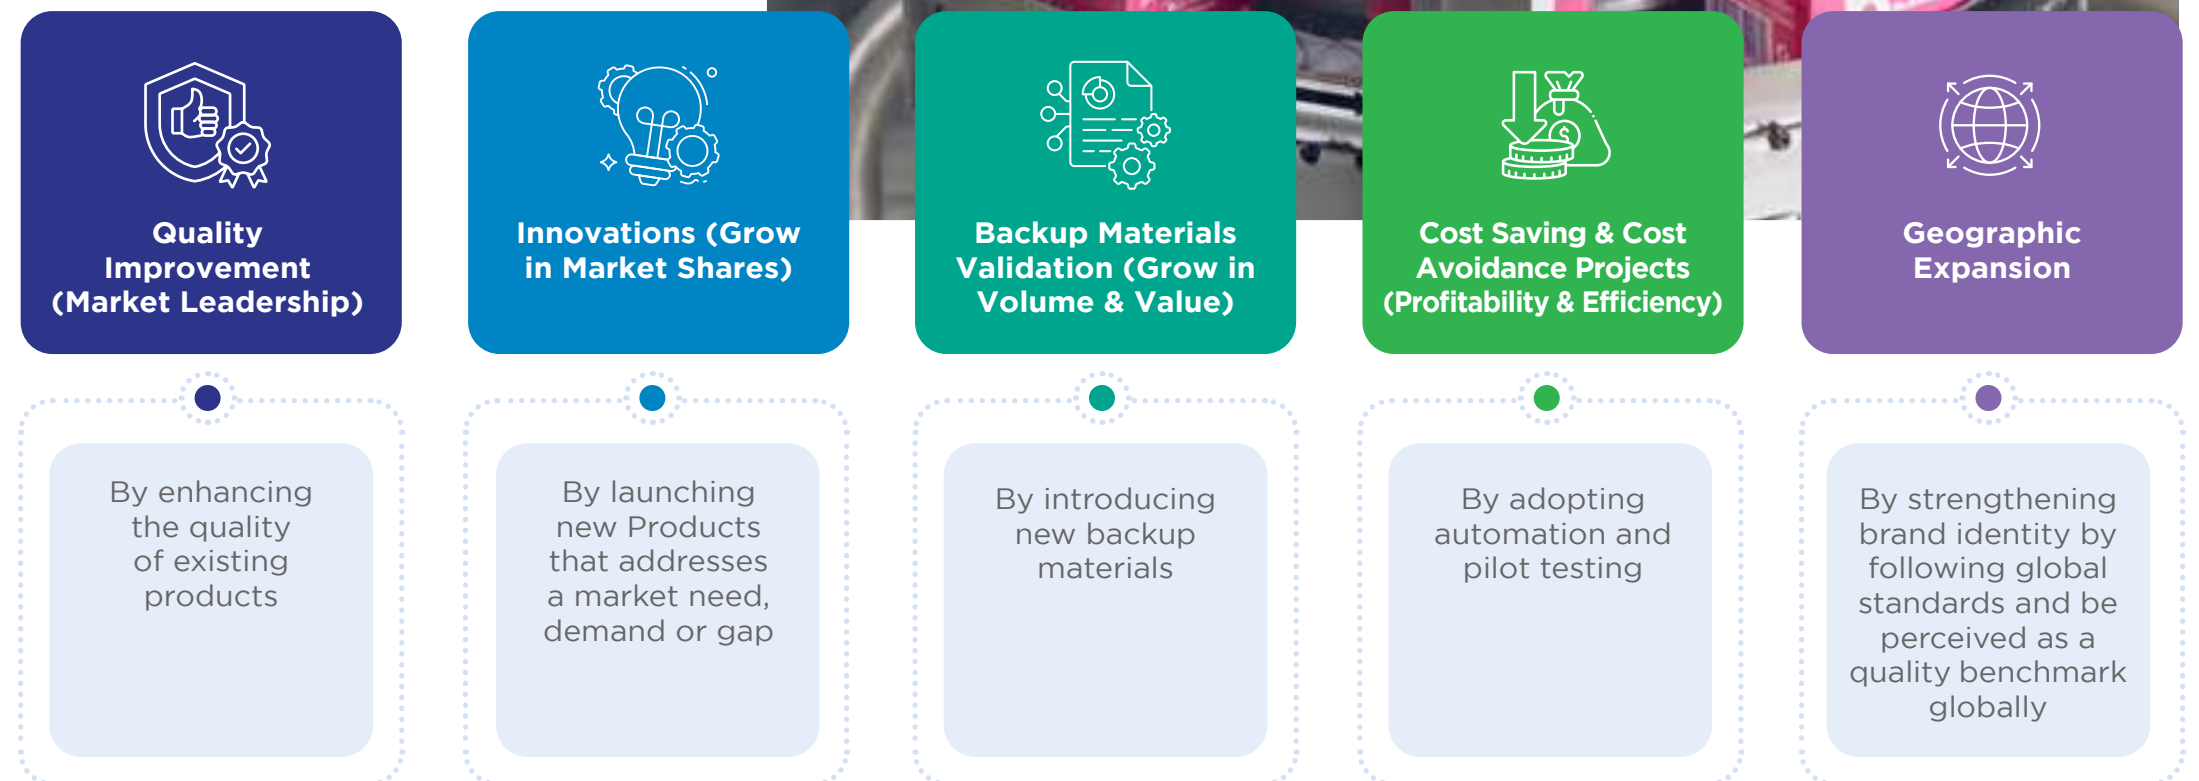 Quality
Improvement
(Market Leadership)
Innovations (Grow
in Market Shares)
Backup Materials
Validation (Grow in
Volume & Value)
Cost Saving & Cost
Avoidance Projects
(Profitability & Efficiency)
Geographic
Expansion
By enhancing
the quality
of existing
products
By launching
new Products
that addresses
a market need,
demand or gap
By introducing
new backup
materials
By adopting
automation and
pilot testing
By strengthening
brand identity by
following global
standards and be
perceived as a
quality benchmark
globally